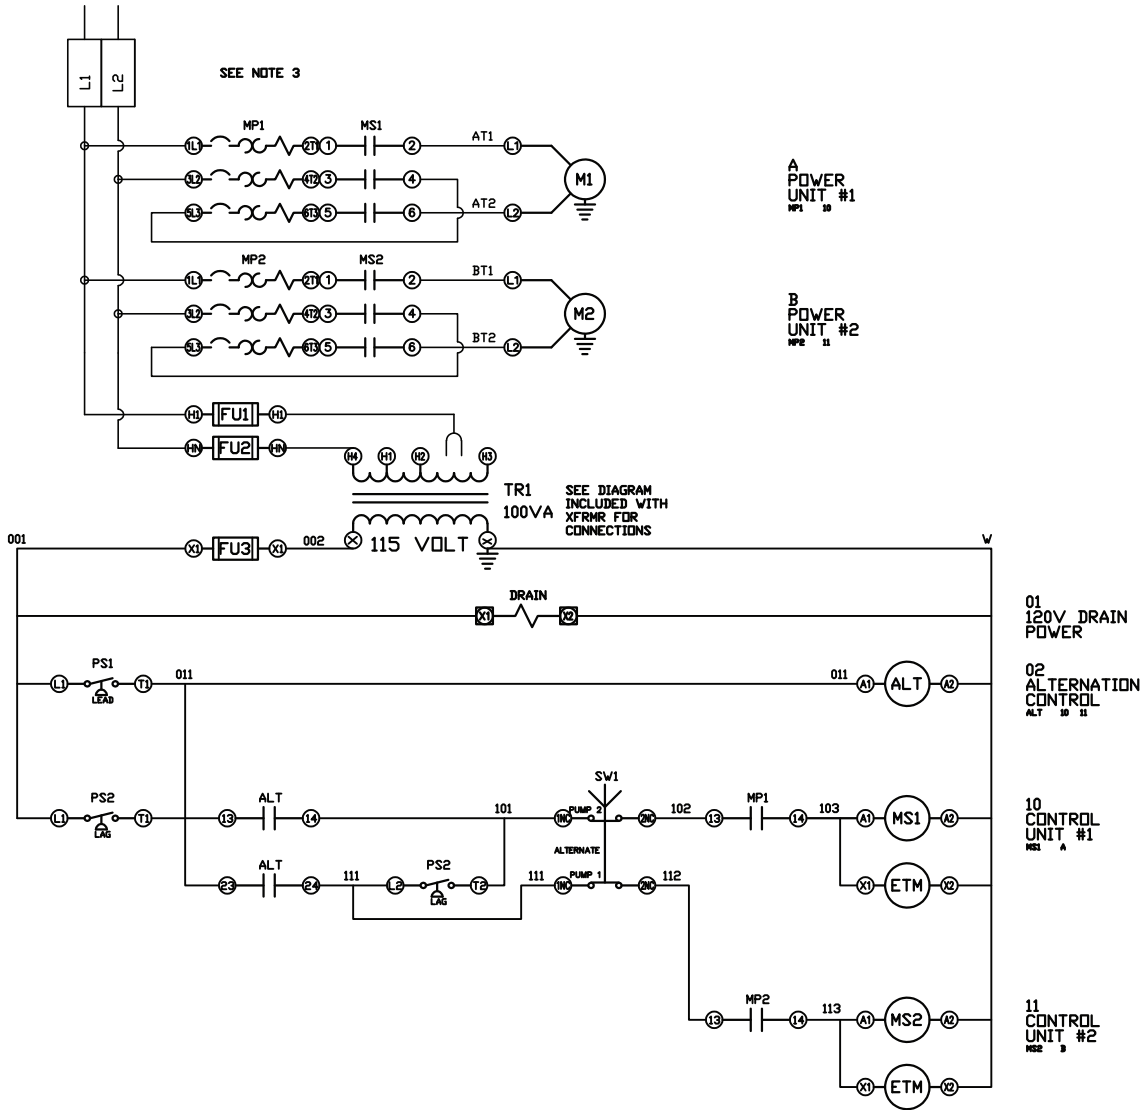 L1 L2
SEE NOTE 3
MP1 MS1
1L1 2T1 1 2 AT1 L1
3L2 4T2 3 4 M1
5L3 6T3 5 6 AT2 L2
A
POWER
UNIT #1
MP1 10
MP2 MS2
1L1 2T1 1 2 BT1 L1
3L2 4T2 3 4 M2
5L3 6T3 5 6 BT2 L2
B
POWER
UNIT #2
MP2 11
H1 FU1 H1
HN FU2 HN
H4 H1 H2 H3
TR1
100VA
SEE DIAGRAM
INCLUDED WITH
XFRMR FOR
CONNECTIONS
001 X1 FU3 X1 002 X 115 VOLT X W
DRAIN
X1 X2
01
120V DRAIN
POWER
PS1
L1 T1 011 011 A1 ALT A2
LEAD
02
ALTERNATION
CONTROL
ALT 10 11
SW1
PS2 ALT MP1
L1 T1 13 14 101 1NC PUMP 2 2NC 102 13 14 103 A1 MS1 A2
LAG
10
CONTROL
UNIT #1
MS1 A
ALTERNATE
ALT PS2
23 24 111 L2 T2 111 1NC PUMP 1 2NC 112 X1 ETM X2
LAG
MP2
13 14 113 A1 MS2 A2
11
CONTROL
UNIT #2
MS2 B
X1 ETM X2